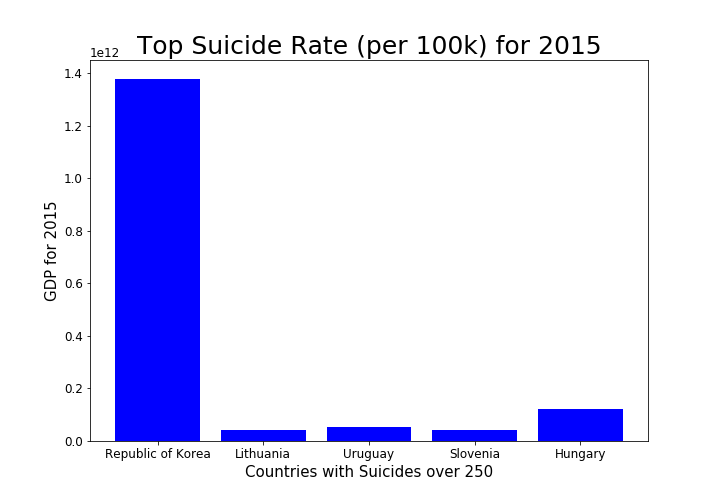 Top Suicide Rate (per 100k) for 2015
1e12
1.4
1.2
1.0
0.8
0.6
0.4
0.2
0.0
GDP for 2015
Republic of Korea
Lithuania
Uruguay
Slovenia
Hungary
Countries with Suicides over 250